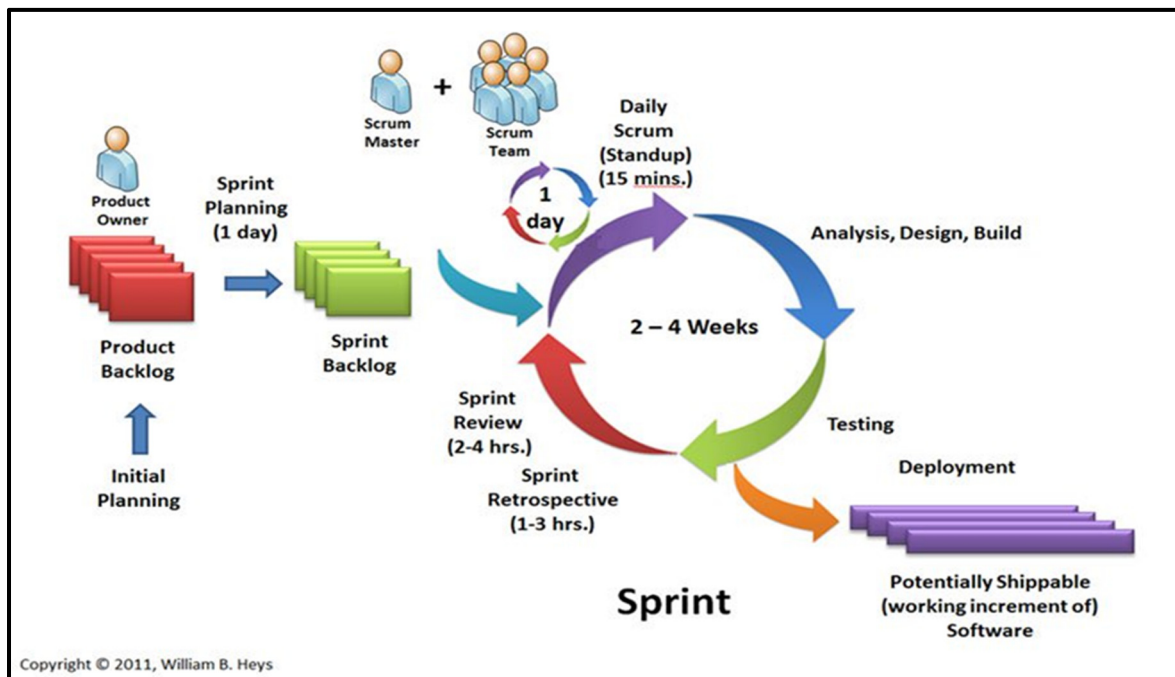 Scrum
Master
+
Scrum
Team
Daily
Scrum
(Standup)
(15 mins.)
Product
Owner
Sprint
Planning
(1 day)
1
day
Analysis, Design, Build
2 – 4 Weeks
Product
Backlog
Sprint
Backlog
Initial
Planning
Sprint
Review
(2-4 hrs.)
Sprint
Retrospective
(1-3 hrs.)
Testing
Deployment
Potentially Shippable
(working increment of)
Software
Sprint
Copyright © 2011, William B. Heys